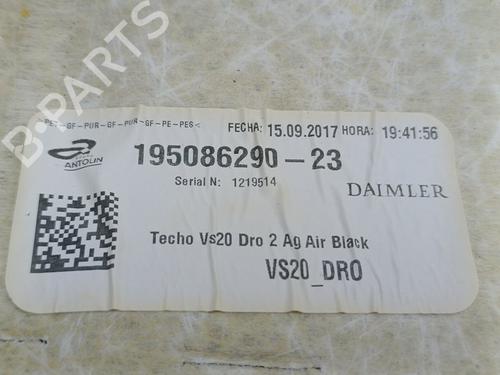 -PES-GF-PUR-GF-PUR-GF-PE-PES<
FECHA: 15.09.2017 HORA: 19:41:56
ANTOLIN
195086290-23
Serial N: 1219514
DAIMLER
Techo Vs20 Dro 2 Ag Air Black
VS20_DRO
B-PARTS